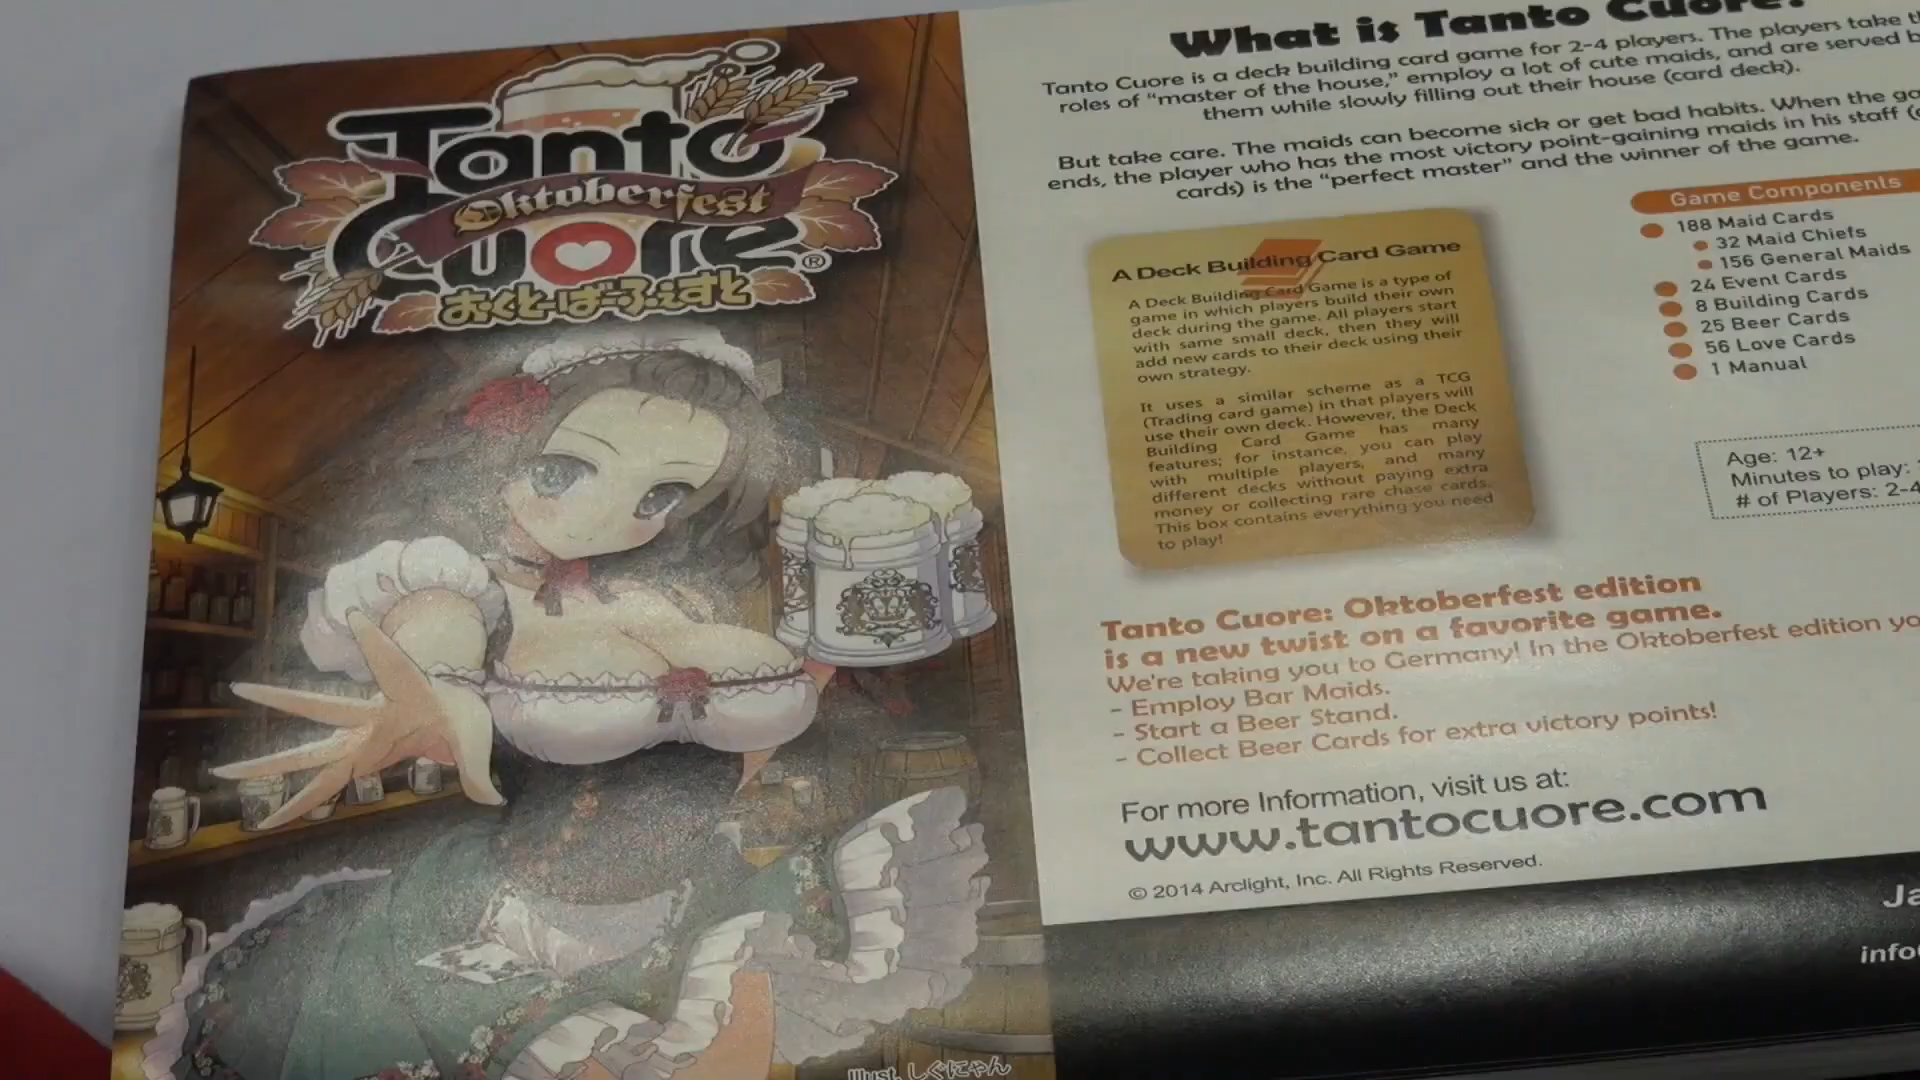 Tanto
Oktoberfest
Cuore®
おくとーばーふぇすと
Illust. しぐにゃん
What is Tanto Cuore?
Tanto Cuore is a deck building card game for 2-4 players. The players take
roles of "master of the house," employ a lot of cute maids, and are served
them while slowly filling out their house (card deck).
But take care. The maids can become sick or get bad habits. When the
ends, the player who has the most victory point-gaining maids in his staff
cards) is the "perfect master" and the winner of the game.
A Deck Building Card Game
A Deck Building Card Game is a type of
game in which players build their own
deck during the game. All players start
with same small deck, then they will
add new cards to their deck using their
own strategy.
It uses a similar scheme as a TCG
(Trading card game) in that players will
use their own deck. However, the Deck
Building Card Game has many
features; for instance, you can play
with multiple players, and many
different decks without paying extra
money or collecting rare chase cards.
This box contains everything you need
to play!
Game Components
188 Maid Cards
32 Maid Chiefs
156 General Maids
24 Event Cards
8 Building Cards
25 Beer Cards
56 Love Cards
1 Manual
Age: 12+
Minutes to play:
# of Players: 2-4
Tanto Cuore: Oktoberfest edition
is a new twist on a favorite game.
We're taking you to Germany! In the Oktoberfest edition
- Employ Bar Maids.
- Start a Beer Stand.
- Collect Beer Cards for extra victory points!
For more Information, visit us at:
www.tantocuore.com
© 2014 Arclight, Inc. All Rights Reserved.